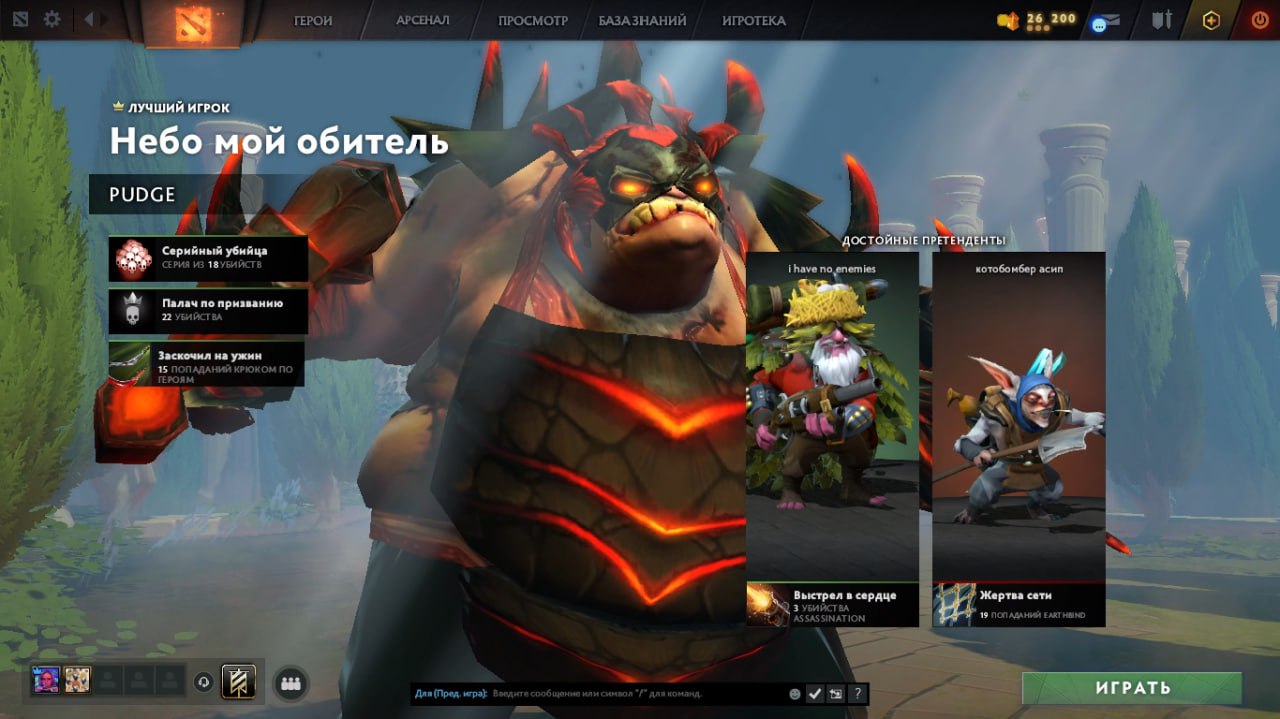 ГЕРОИ АРСЕНАЛ ПРОСМОТР БАЗА ЗНАНИЙ ИГРОТЕКА 26 200
ЛУЧШИЙ ИГРОК
Небо мой обитель
PUDGE
Серийный убийца
СЕРИЯ ИЗ 18 УБИЙСТВ
Палач по призванию
22 УБИЙСТВА
Заскочил на ужин
15 ПОПАДАНИЙ КРЮКОМ ПО
ГЕРОЯМ
ДОСТОЙНЫЕ ПРЕТЕНДЕНТЫ
i have no enemies
Выстрел в сердце
3 УБИЙСТВА
ASSASSINATION
котобомбер асип
Жертва сети
19 ПОПАДАНИЙ EARTHBIND
Для (Пред. игра): Введите сообщение или символ "/" для команд.
?
ИГРАТЬ